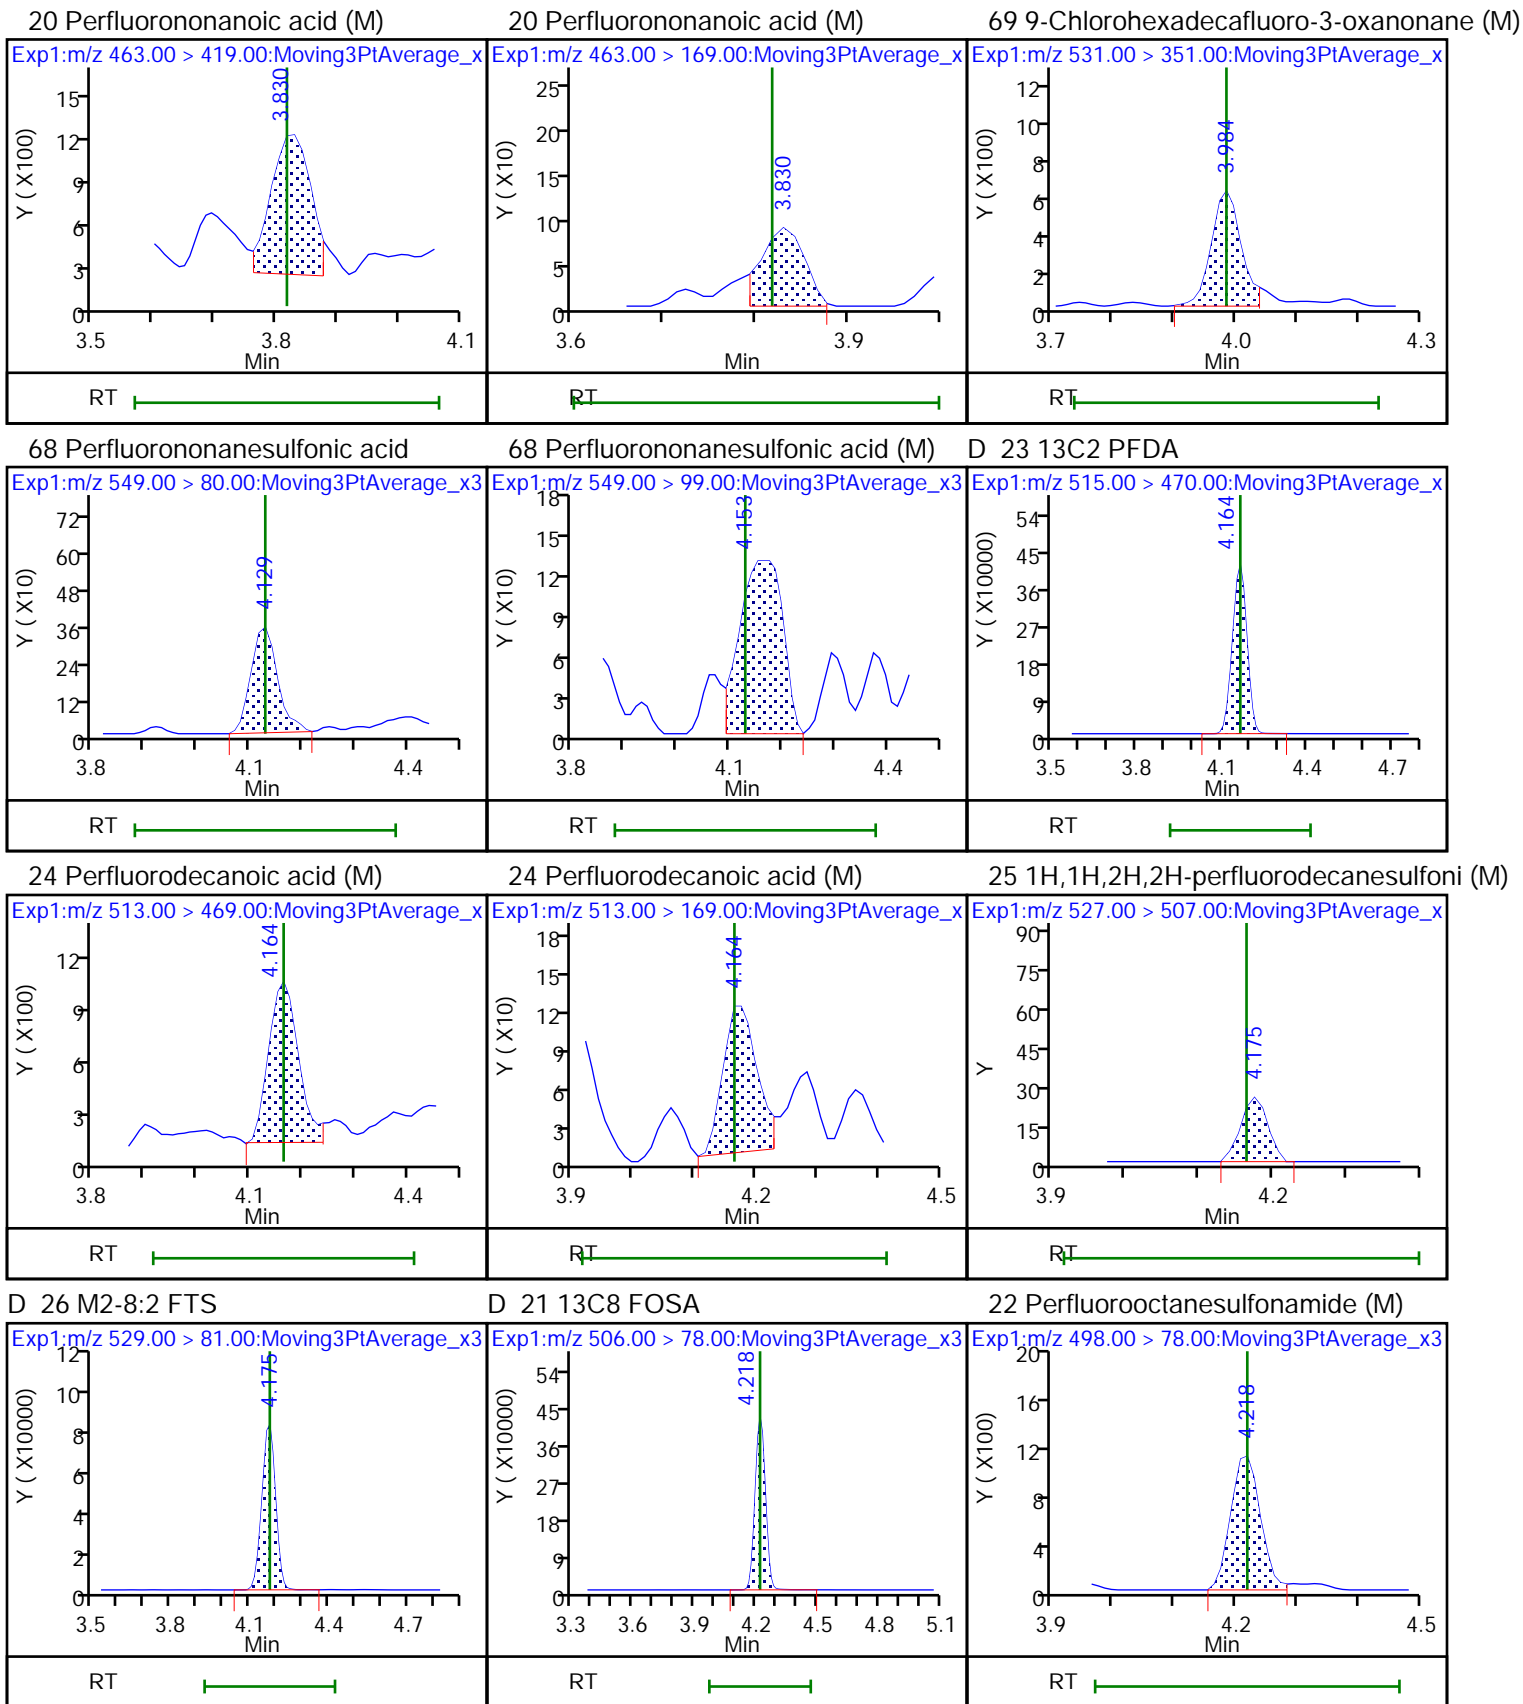 20 Perfluorononanoic acid (M)
Exp1:m/z 463.00 > 419.00:Moving3PtAverage_x
Y ( X100)
15
12
9
6
3
0
3.830
3.5 3.8 4.1
Min
RT
20 Perfluorononanoic acid (M)
Exp1:m/z 463.00 > 169.00:Moving3PtAverage_x
Y ( X10)
25
20
15
10
5
0
3.830
3.6 3.9
Min
RT
69 9-Chlorohexadecafluoro-3-oxanonane (M)
Exp1:m/z 531.00 > 351.00:Moving3PtAverage_x
Y ( X100)
12
10
8
6
4
2
0
3.984
3.7 4.0 4.3
Min
RT
68 Perfluorononanesulfonic acid
Exp1:m/z 549.00 > 80.00:Moving3PtAverage_x3
Y ( X10)
72
60
48
36
24
12
0
4.129
3.8 4.1 4.4
Min
RT
68 Perfluorononanesulfonic acid (M)
Exp1:m/z 549.00 > 99.00:Moving3PtAverage_x3
Y ( X10)
18
15
12
9
6
3
0
4.153
3.8 4.1 4.4
Min
RT
D 23 13C2 PFDA
Exp1:m/z 515.00 > 470.00:Moving3PtAverage_x
Y ( X10000)
54
45
36
27
18
9
0
4.164
3.5 3.8 4.1 4.4 4.7
Min
RT
24 Perfluorodecanoic acid (M)
Exp1:m/z 513.00 > 469.00:Moving3PtAverage_x
Y ( X100)
12
9
6
3
0
4.164
3.8 4.1 4.4
Min
RT
24 Perfluorodecanoic acid (M)
Exp1:m/z 513.00 > 169.00:Moving3PtAverage_x
Y ( X10)
18
15
12
9
6
3
0
4.164
3.9 4.2 4.5
Min
RT
25 1H,1H,2H,2H-perfluorodecanesulfoni (M)
Exp1:m/z 527.00 > 507.00:Moving3PtAverage_x
Y
90
75
60
45
30
15
0
4.175
3.9 4.2
Min
RT
D 26 M2-8:2 FTS
Exp1:m/z 529.00 > 81.00:Moving3PtAverage_x3
Y ( X10000)
12
10
8
6
4
2
0
4.175
3.5 3.8 4.1 4.4 4.7
Min
RT
D 21 13C8 FOSA
Exp1:m/z 506.00 > 78.00:Moving3PtAverage_x3
Y ( X10000)
54
45
36
27
18
9
0
4.218
3.3 3.6 3.9 4.2 4.5 4.8 5.1
Min
RT
22 Perfluorooctanesulfonamide (M)
Exp1:m/z 498.00 > 78.00:Moving3PtAverage_x3
Y ( X100)
20
16
12
8
4
0
4.218
3.9 4.2 4.5
Min
RT